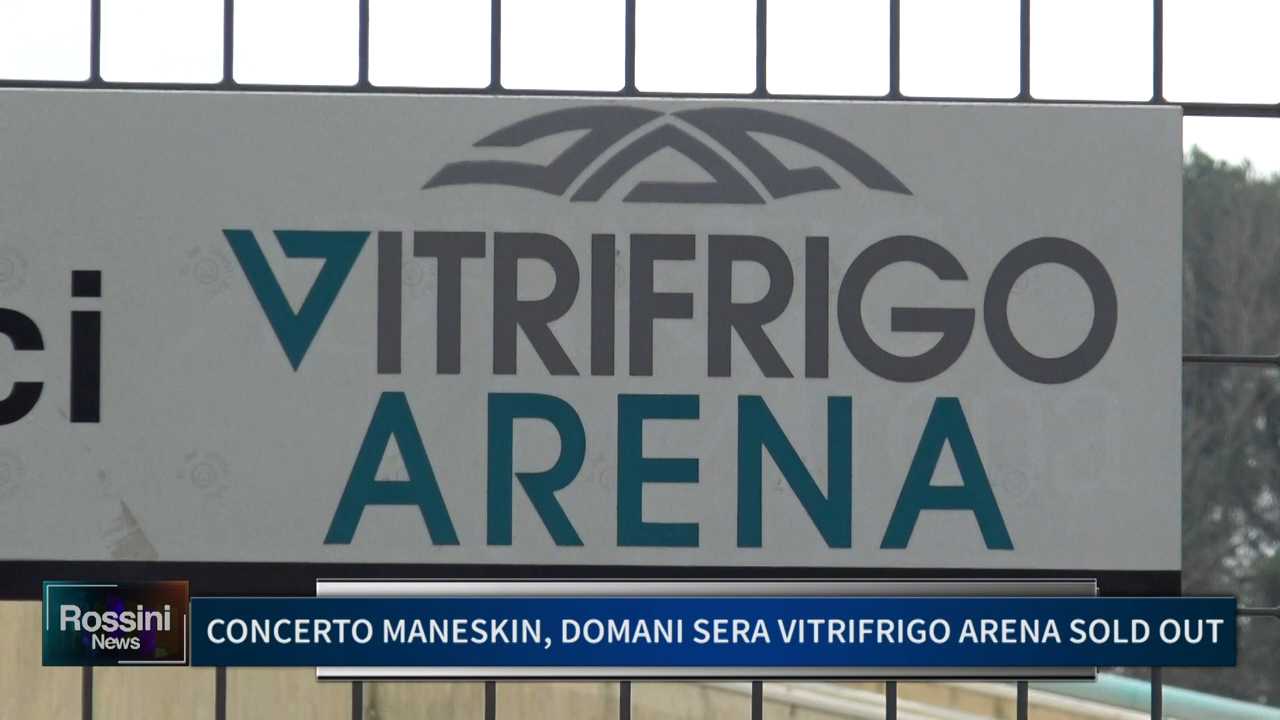 ci
VITRIFRIGO
ARENA
Rossini
News
CONCERTO MANESKIN, DOMANI SERA VITRIFRIGO ARENA SOLD OUT